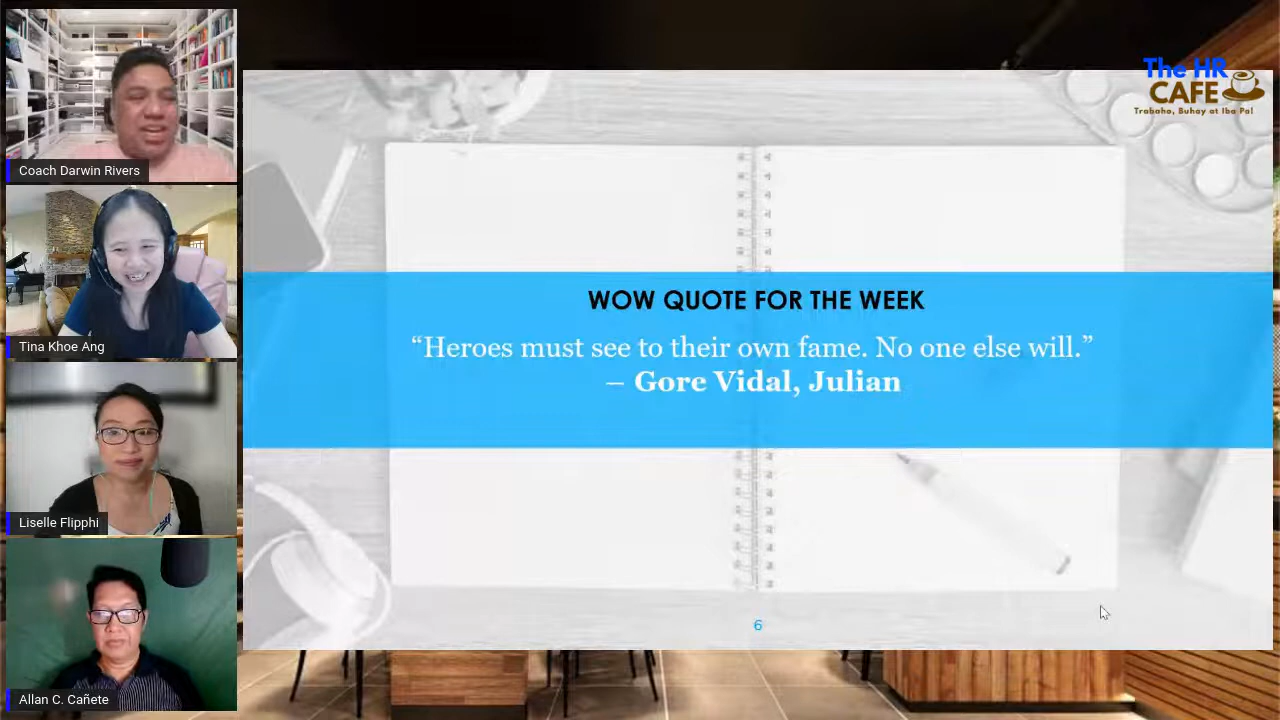 The HR
CAFE
Trabaho, Buhay at Iba Pa!
Coach Darwin Rivers
Tina Khoe Ang
Liselle Flipphi
Allan C. Cañete
WOW QUOTE FOR THE WEEK
“Heroes must see to their own fame. No one else will.”
– Gore Vidal, Julian
6